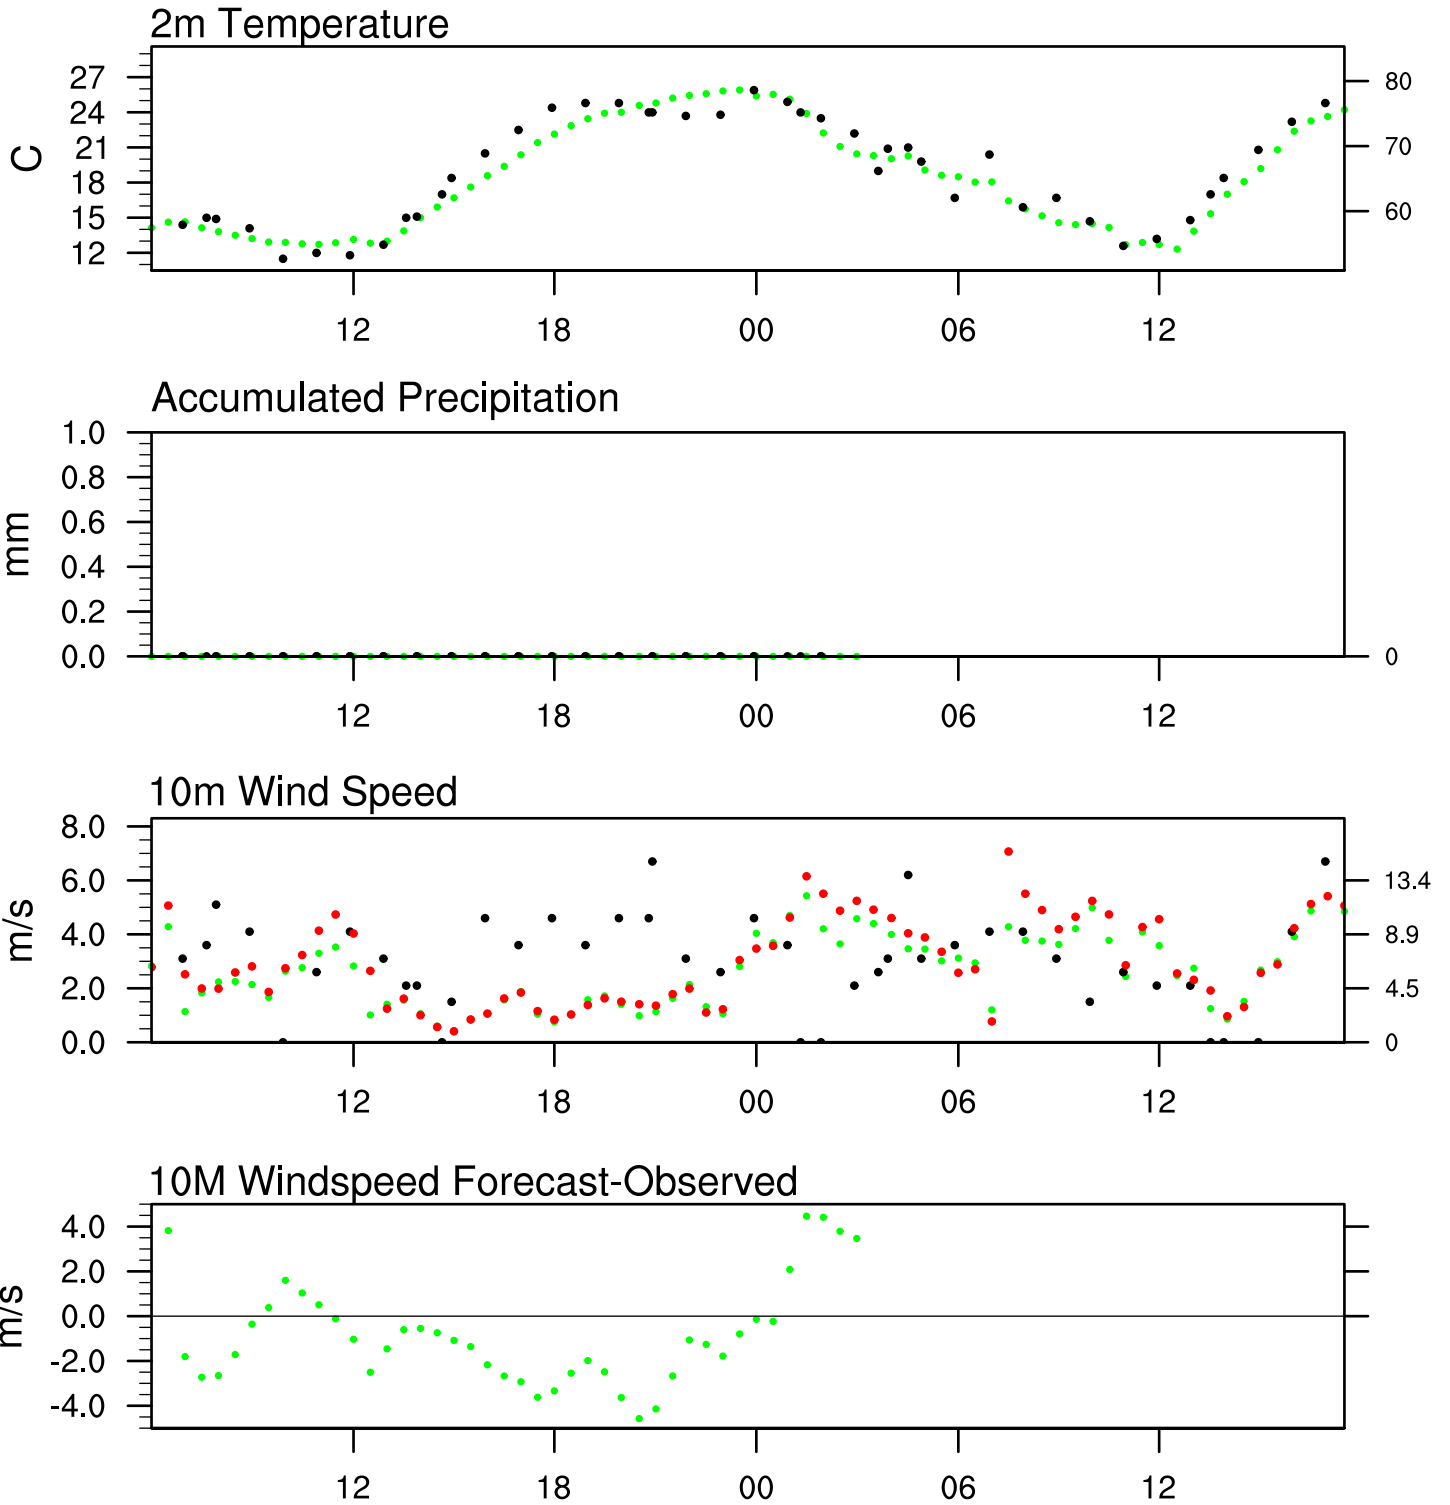 2m Temperature
C
27
24
21
18
15
12
80
70
60
12 18 00 06 12
Accumulated Precipitation
mm
1.0
0.8
0.6
0.4
0.2
0.0
0
12 18 00 06 12
10m Wind Speed
m/s
8.0
6.0
4.0
2.0
0.0
13.4
8.9
4.5
0
12 18 00 06 12
10M Windspeed Forecast-Observed
m/s
4.0
2.0
0.0
-2.0
-4.0
12 18 00 06 12